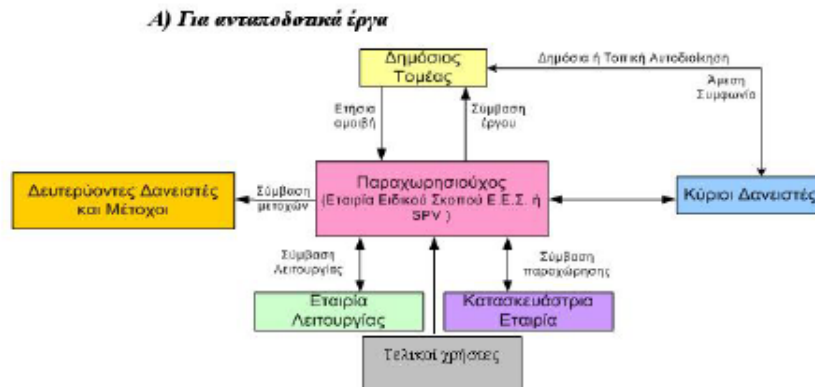 Α) Για ανταποδοτικά έργα
Δημόσιος
Τομέας
Δημόσια ή Τοπική Αυτοδιοίκηση
Άμεση
Συμφωνία
Ετήσια
αμοιβή
Σύμβαση
έργου
Δευτερύοντες Δανειστές
και Μέτοχοι
Σύμβαση
μετοχών
Παραχωρησιούχος
(Εταιρία Ειδικού Σκοπού Ε.Ε.Σ. ή
SPV )
Κύριοι Δανειστές
Σύμβαση
Λειτουργίας
Σύμβαση
παραχώρησης
Εταιρία
Λειτουργίας
Κατασκευάστρια
Εταιρία
Τελικοί χρήστες